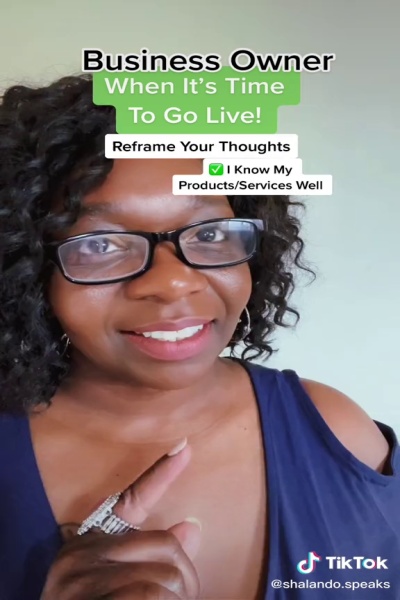 Business Owner
When It's Time
To Go Live!
Reframe Your Thoughts
✅ I Know My
Products/Services Well
TikTok
@shalando.speaks